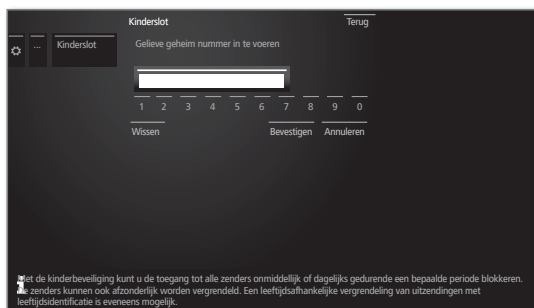 Kinderslot Terug
... Kinderslot Gelieve geheim nummer in te voeren
1 2 3 4 5 6 7 8 9 0
Wissen Bevestigen Annuleren
Met de kinderbeveiliging kunt u de toegang tot alle zenders onmiddellijk of dagelijks gedurende een bepaalde periode blokkeren.
zenders kunnen ook afzonderlijk worden vergrendeld. Een leeftijdsafhankelijke vergrendeling van uitzendingen met
leeftijdsidentificatie is eveneens mogelijk.